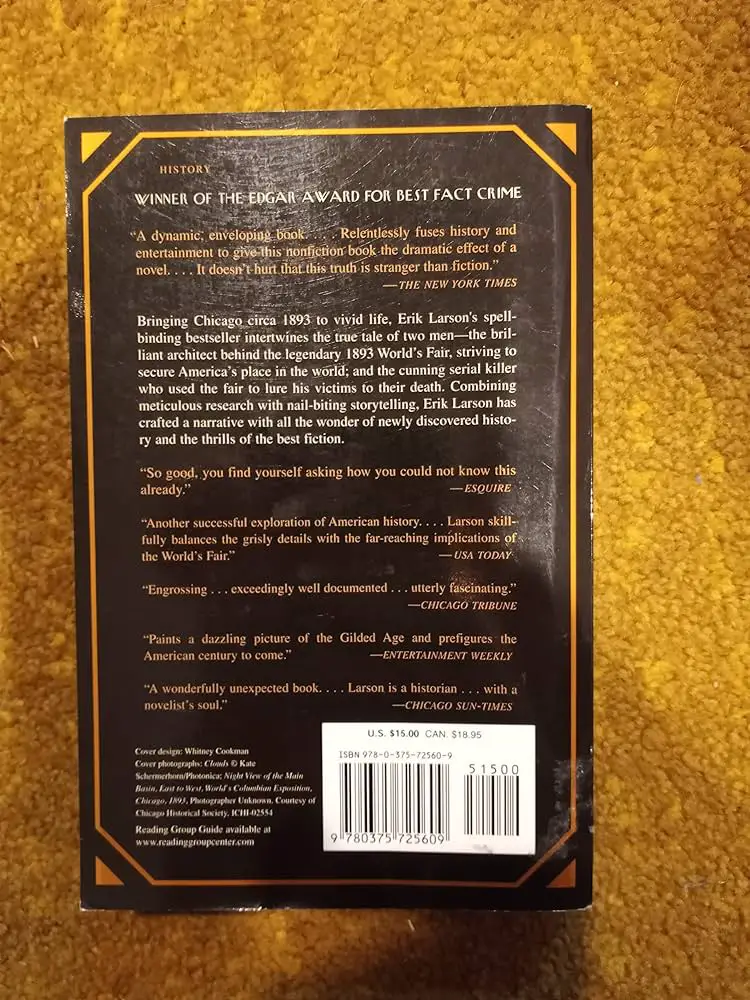 HISTORY
WINNER OF THE EDGAR AWARD FOR BEST FACT CRIME
“A dynamic, enveloping book. . . . Relentlessly fuses history and
entertainment to give this nonfiction book the dramatic effect of a
novel. . . . It doesn’t hurt that this truth is stranger than fiction.”
—THE NEW YORK TIMES
Bringing Chicago circa 1893 to vivid life, Erik Larson's spell-
binding bestseller intertwines the true tale of two men—the bril-
liant architect behind the legendary 1893 World’s Fair, striving to
secure America’s place in the world; and the cunning serial killer
who used the fair to lure his victims to their death. Combining
meticulous research with nail-biting storytelling, Erik Larson has
crafted a narrative with all the wonder of newly discovered histo-
ry and the thrills of the best fiction.
“So good, you find yourself asking how you could not know this
already.” —ESQUIRE
“Another successful exploration of American history. . . . Larson skill-
fully balances the grisly details with the far-reaching implications of
the World’s Fair.” —USA TODAY
“Engrossing . . . exceedingly well documented . . . utterly fascinating.”
—CHICAGO TRIBUNE
“Paints a dazzling picture of the Gilded Age and prefigures the
American century to come.” —ENTERTAINMENT WEEKLY
“A wonderfully unexpected book. . . . Larson is a historian . . . with a
novelist’s soul.” —CHICAGO SUN-TIMES
Cover design: Whitney Cookman
Cover photographs: Clouds © Kate
Schermerhorn/Photonica; Night View of the Main
Basin, East to West, World's Columbian Exposition,
Chicago, 1893, Photographer Unknown, Courtesy of
Chicago Historical Society, ICHI-02554
Reading Group Guide available at
www.readinggroupcenter.com
U.S. $15.00 CAN. $18.95
ISBN 978-0-375-72560-9
51500
9 780375 725609